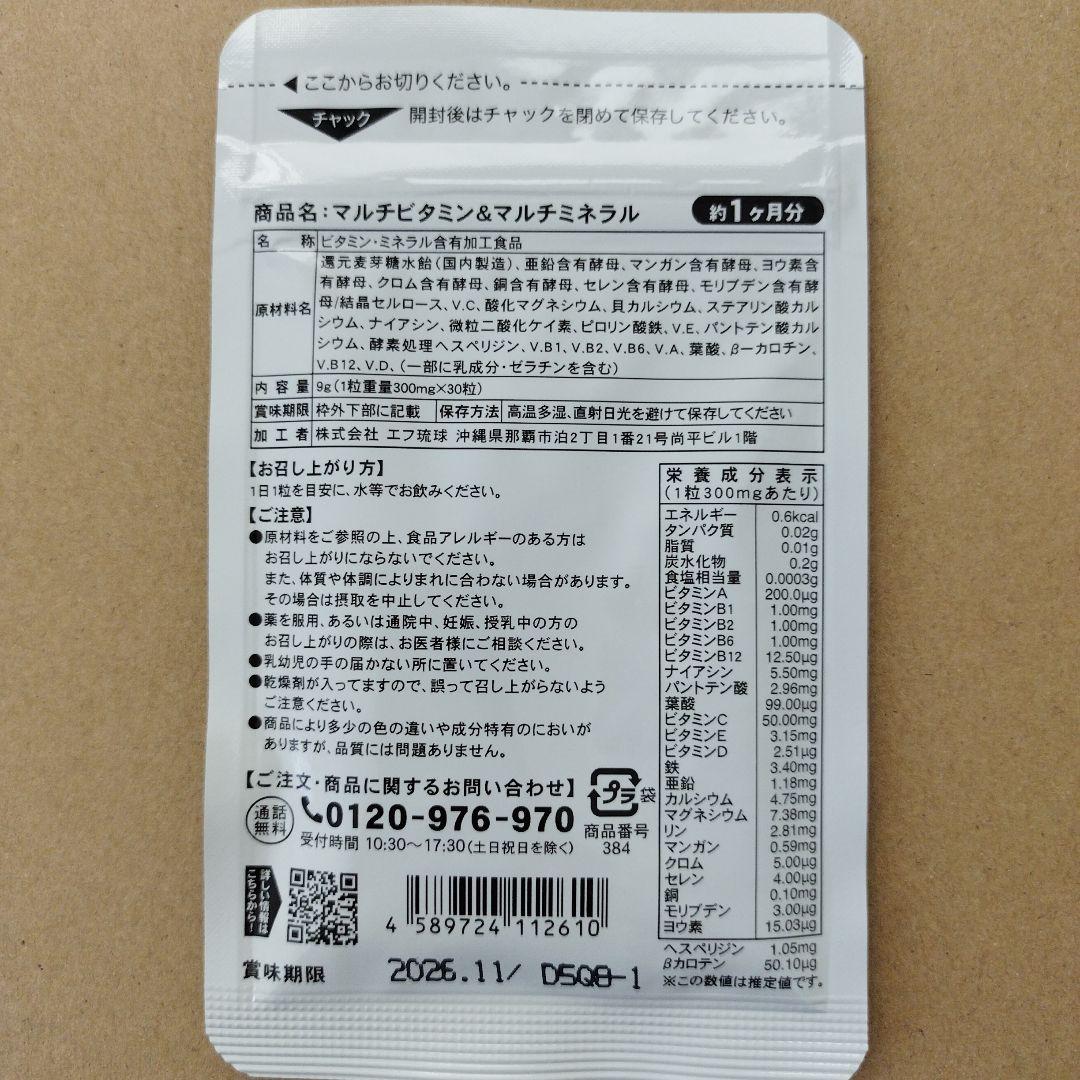 ◀ここからお切りください。
チャック
開封後はチャックを閉めて保存してください。
商品名:マルチビタミン&マルチミネラル
約1ヶ月分
名 称 ビタミン・ミネラル含有加工食品
原材料名
還元麦芽糖水飴(国内製造)、亜鉛含有酵母、マンガン含有酵母、ヨウ素含
有酵母、クロム含有酵母、銅含有酵母、セレン含有酵母、モリブデン含有酵
母/結晶セルロース、V.C、酸化マグネシウム、貝カルシウム、ステアリン酸カル
シウム、ナイアシン、微粒二酸化ケイ素、ピロリン酸鉄、V.E、パントテン酸カル
シウム、酵素処理ヘスペリジン、V.B1、V.B2、V.B6、V.A、葉酸、β-カロチン、
V.B12、V.D、(一部に乳成分・ゼラチンを含む)
内容量 9g(1粒重量300mg×30粒)
賞味期限 枠外下部に記載 保存方法 高温多湿、直射日光を避けて保存してください
加工者 株式会社 エフ琉球 沖縄県那覇市泊2丁目1番21号尚平ビル1階
【お召し上がり方】
1日1粒を目安に、水等でお飲みください。
【ご注意】
●原材料をご参照の上、食品アレルギーのある方は
お召し上がりにならないでください。
また、体質や体調によりまれに合わない場合があります。
その場合は摂取を中止してください。
●薬を服用、あるいは通院中、妊娠、授乳中の方の
お召し上がりの際は、お医者様にご相談ください。
●乳幼児の手の届かない所に置いてください。
●乾燥剤が入ってますので、誤って召し上がらないよう
ご注意ください。
●商品により多少の色の違いや成分特有のにおいが
ありますが、品質には問題ありません。
【ご注文・商品に関するお問い合わせ】
通話
無料
0120-976-970
受付時間 10:30〜17:30(土日祝日を除く)
プラ
袋
商品番号
384
詳しい情報は
こちらから!
4 589724 112610
賞味期限 2026.11/ D5Q8-1
栄養成分表示
(1粒300mgあたり)
エネルギー 0.6kcal
タンパク質 0.02g
脂質 0.01g
炭水化物 0.2g
食塩相当量 0.0003g
ビタミンA 200.0μg
ビタミンB1 1.00mg
ビタミンB2 1.00mg
ビタミンB6 1.00mg
ビタミンB12 12.50μg
ナイアシン 5.50mg
パントテン酸 2.96mg
葉酸 99.00μg
ビタミンC 50.00mg
ビタミンE 3.15mg
ビタミンD 2.51μg
鉄 3.40mg
亜鉛 1.18mg
カルシウム 4.75mg
マグネシウム 7.38mg
リン 2.81mg
マンガン 0.59mg
クロム 5.00μg
セレン 4.00μg
銅 0.10mg
モリブデン 3.00μg
ヨウ素 15.03μg
ヘスペリジン 1.05mg
βカロテン 50.10μg
※この数値は推定値です。